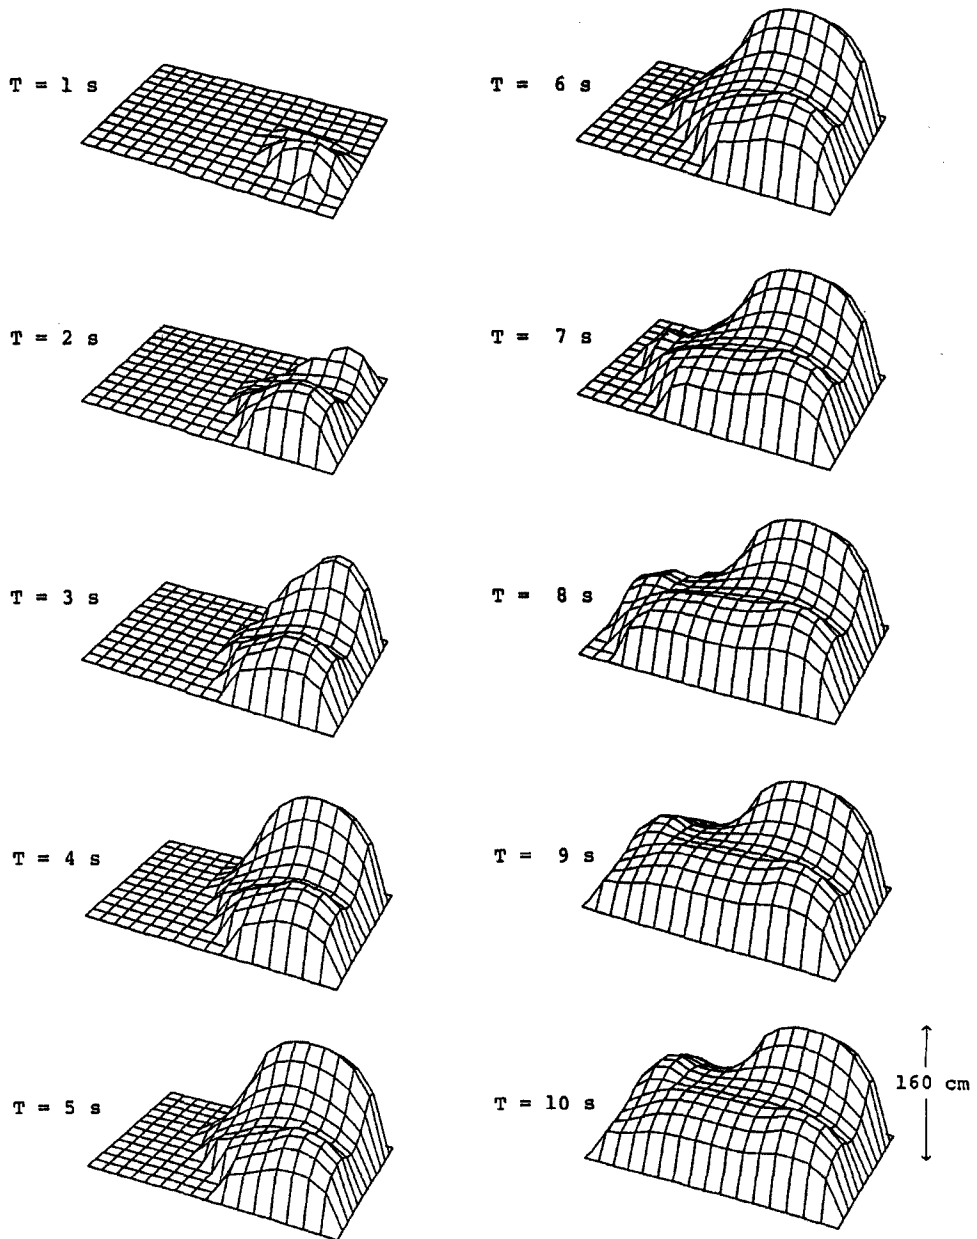 T = 1 s
T = 2 s
T = 3 s
T = 4 s
T = 5 s
T = 6 s
T = 7 s
T = 8 s
T = 9 s
T = 10 s
160 cm